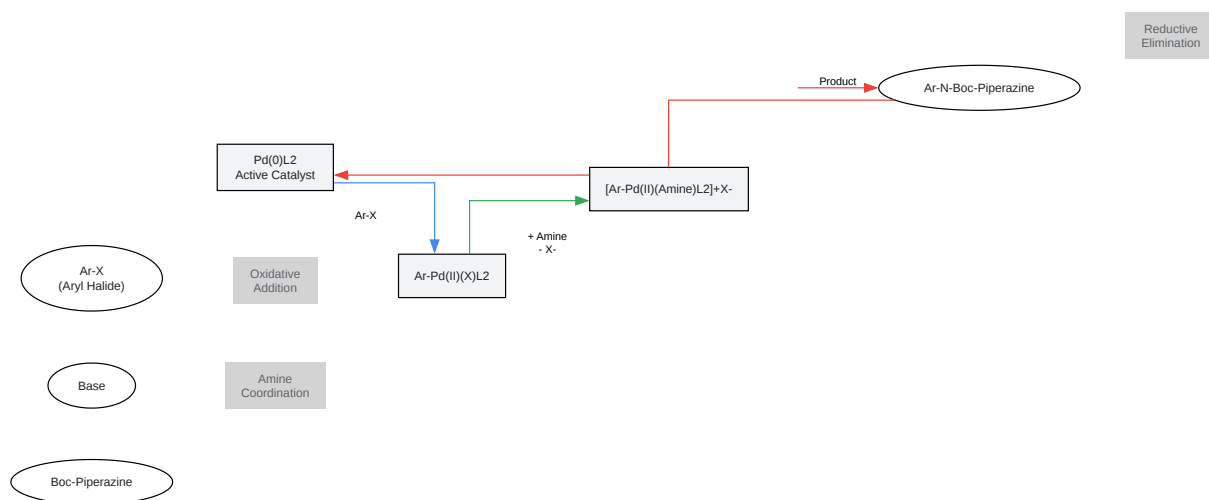 Reductive
Elimination
Product
Ar-N-Boc-Piperazine
Pd(0)L2
Active Catalyst
[Ar-Pd(II)(Amine)L2]+X-
Ar-X
+ Amine
- X-
Ar-X
(Aryl Halide)
Oxidative
Addition
Ar-Pd(II)(X)L2
Base
Amine
Coordination
Boc-Piperazine